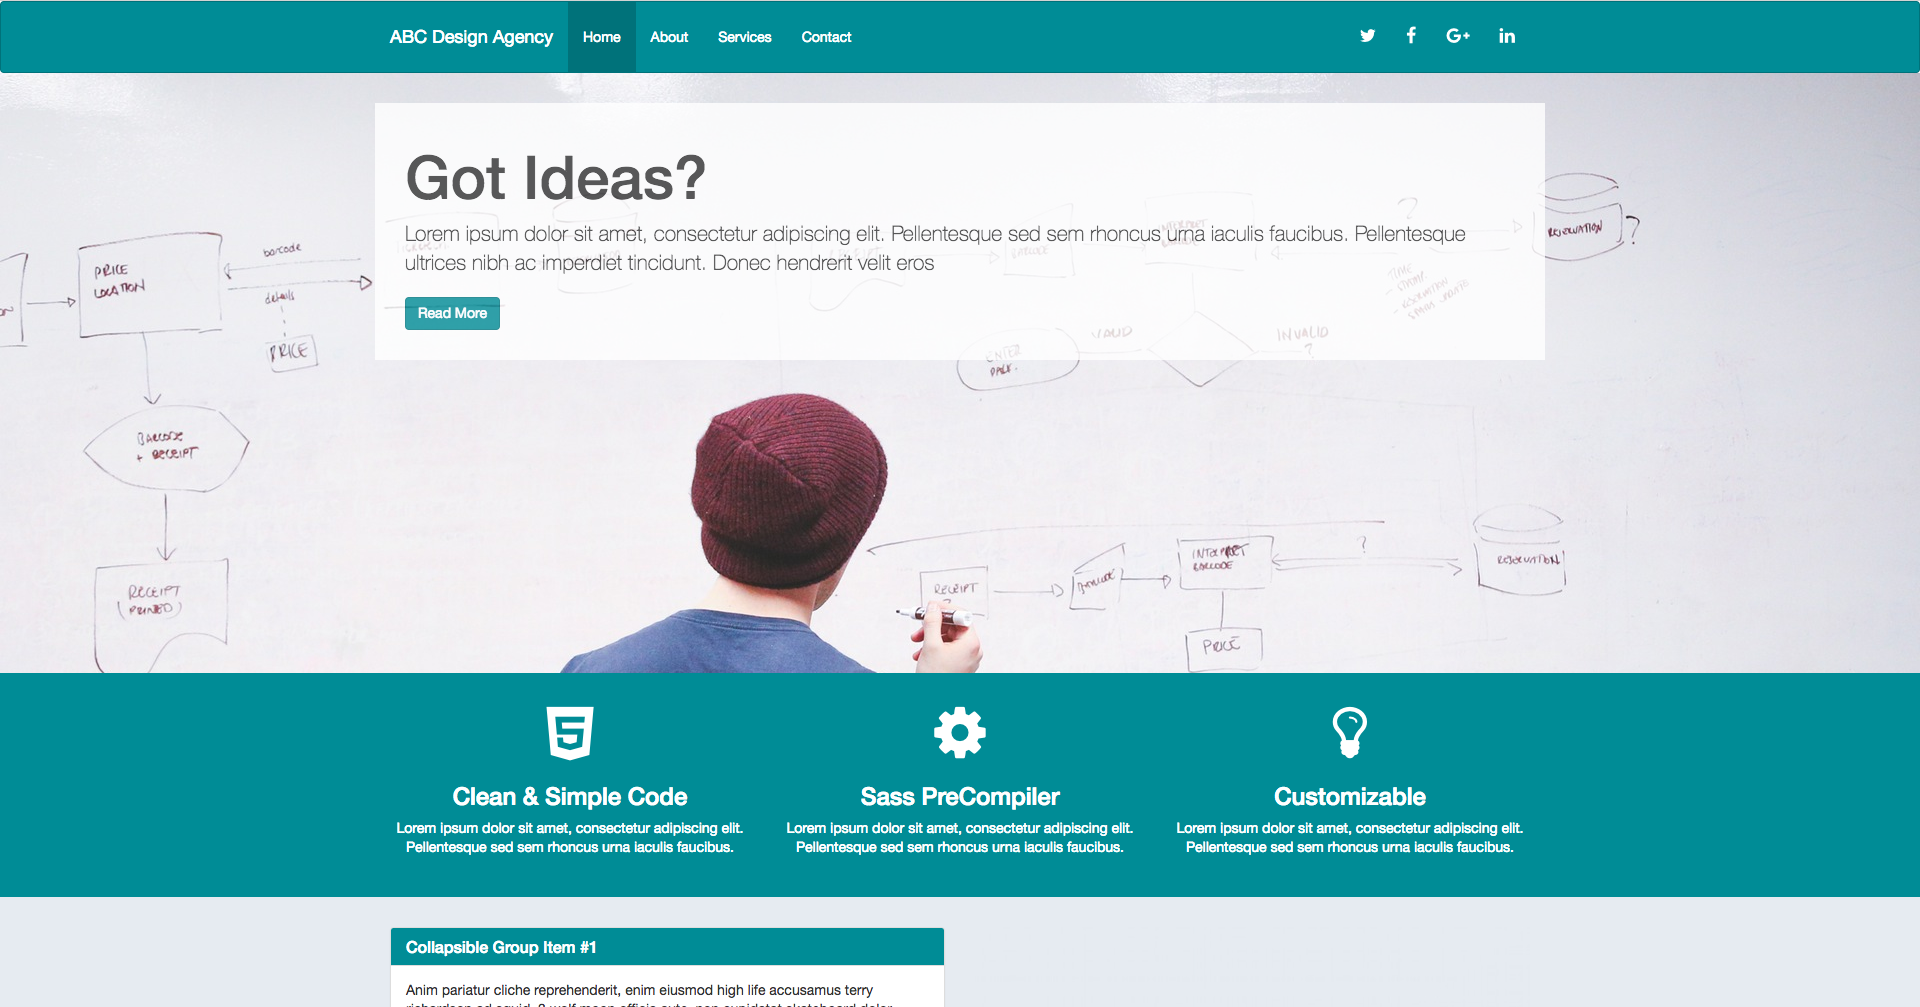 ABC Design Agency
Home
About
Services
Contact
Got Ideas?
Lorem ipsum dolor sit amet, consectetur adipiscing elit. Pellentesque sed sem rhoncus urna iaculis faucibus. Pellentesque
ultrices nibh ac imperdiet tincidunt. Donec hendrerit velit eros
Read More
PRICE
LOCATION
barcode
details
PRICE
BARCODE
+ RECEIPT
RECEIPT
(PRINTED)
INTERPRET
?
RESERVATION
?
TIME
VALID
INVALID
?
ENTER
RECEIPT
?
BARCODE
INTERPRET
BARCODE
?
RESERVATION
PRICE
Clean & Simple Code
Lorem ipsum dolor sit amet, consectetur adipiscing elit.
Pellentesque sed sem rhoncus urna iaculis faucibus.
Sass PreCompiler
Lorem ipsum dolor sit amet, consectetur adipiscing elit.
Pellentesque sed sem rhoncus urna iaculis faucibus.
Customizable
Lorem ipsum dolor sit amet, consectetur adipiscing elit.
Pellentesque sed sem rhoncus urna iaculis faucibus.
Collapsible Group Item #1
Anim pariatur cliche reprehenderit, enim eiusmod high life accusamus terry